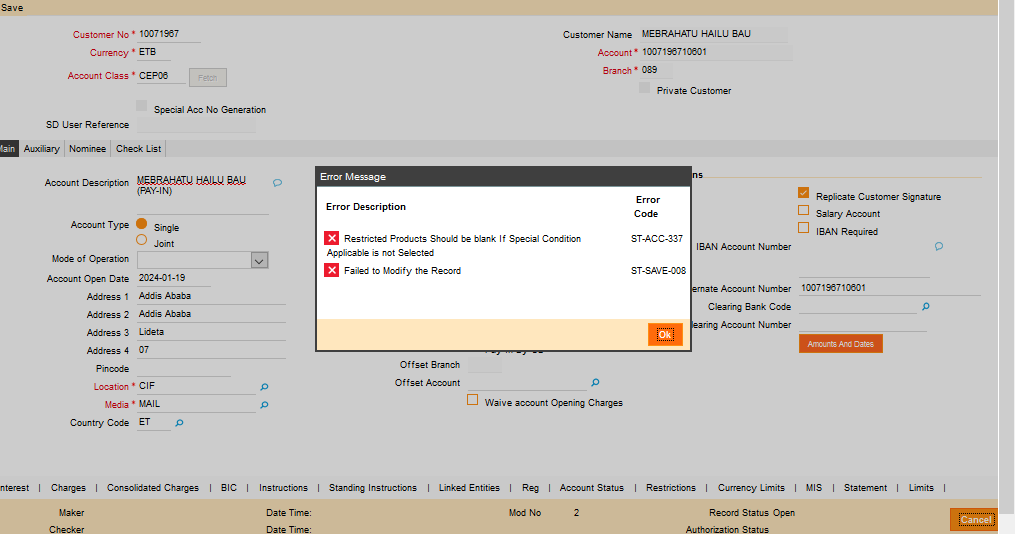 Save
Customer No * 10071967
Customer Name MEBRAHATU HAILU BAU
Currency * ETB
Account * 1007196710601
Account Class * CEP06 Fetch
Branch * 089
Private Customer
Special Acc No Generation
SD User Reference
Main Auxiliary Nominee Check List
Account Description MEBRAHATU HAILU BAU
(PAY-IN)
Account Type Single
Joint
Mode of Operation
Account Open Date 2024-01-19
Address 1 Addis Ababa
Address 2 Addis Ababa
Address 3 Lideta
Address 4 07
Pincode
Location * CIF
Media * MAIL
Country Code ET
Error Message
Error Description
Error
Code
Restricted Products Should be blank If Special Condition ST-ACC-337
Applicable is not Selected
Failed to Modify the Record ST-SAVE-008
Ok
Offset Branch
Offset Account
Waive account Opening Charges
ns
Replicate Customer Signature
Salary Account
IBAN Required
IBAN Account Number
ernate Account Number 1007196710601
Clearing Bank Code
learing Account Number
Amounts And Dates
nterest | Charges | Consolidated Charges | BIC | Instructions | Standing Instructions | Linked Entities | Reg | Account Status | Restrictions | Currency Limits | MIS | Statement | Limits |
Maker Date Time: Mod No 2 Record Status Open
Checker Date Time: Authorization Status
Cancel